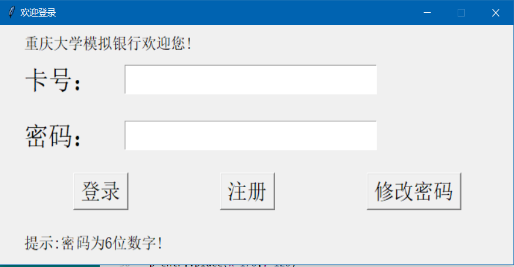 欢迎登录
重庆大学模拟银行欢迎您!
卡号：
密码：
登录 注册 修改密码
提示:密码为6位数字!